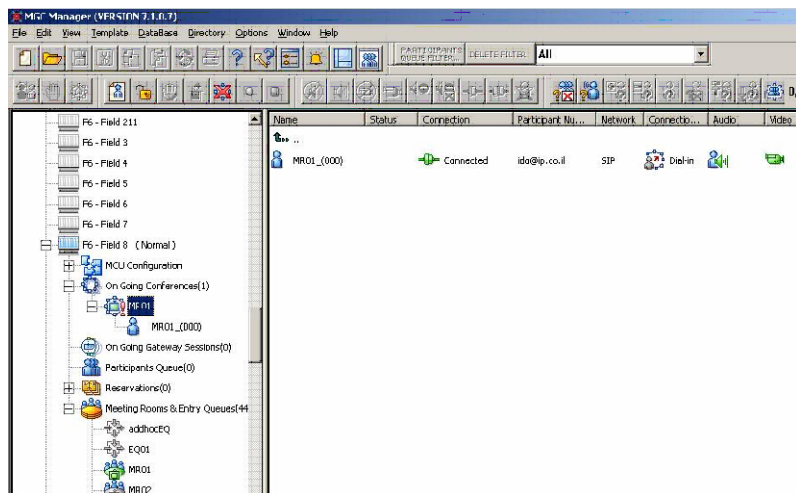 MGC Manager (VERSION 7.1.0.7)
File Edit View Template DataBase Directory Options Window Help
PARTICIPANTS QUEUE FILTER... DELETE FILTER All
F6 - Field 211
F6 - Field 3
F6 - Field 4
F6 - Field 5
F6 - Field 6
F6 - Field 7
F6 - Field 8 (Normal)
MCU Configuration
On Going Conferences(1)
MR01
MR01_(000)
On Going Gateway Sessions(0)
Participants Queue(0)
Reservations(0)
Meeting Rooms & Entry Queues(44
addhocEQ
EQ01
MR01
MR02
Name Status Connection Participant Nu... Network Connectio... Audio Video
..
MR01_(000) Connected ida@ip.co.il SIP Dial-in